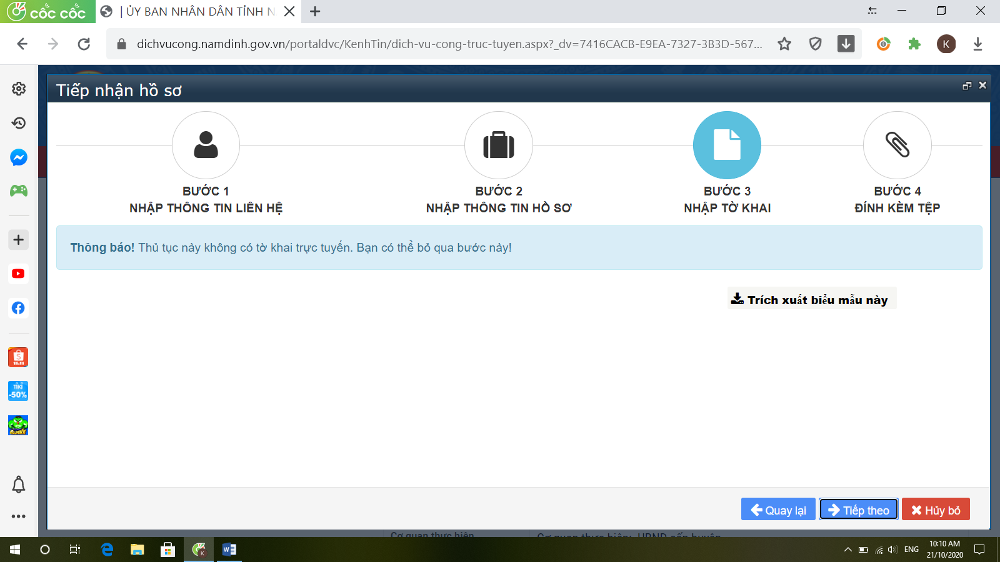 cốc cốc
| ỦY BAN NHÂN DÂN TỈNH N
dichvucong.namdinh.gov.vn/portaldvc/KenhTin/dich-vu-cong-truc-tuyen.aspx?_dv=7416CACB-E9EA-7327-3B3D-567...
K
Tiếp nhận hồ sơ
BƯỚC 1
NHẬP THÔNG TIN LIÊN HỆ
BƯỚC 2
NHẬP THÔNG TIN HỒ SƠ
BƯỚC 3
NHẬP TỜ KHAI
BƯỚC 4
ĐÍNH KÈM TỆP
Thông báo! Thủ tục này không có tờ khai trực tuyến. Bạn có thể bỏ qua bước này!
Trích xuất biểu mẫu này
S
11.11
TIKI
-50%
Quay lại
Tiếp theo
Hủy bỏ
Cơ quan thực hiện
Cơ quan thực hiện: UBND cấp huyện
ENG
10:10 AM
21/10/2020